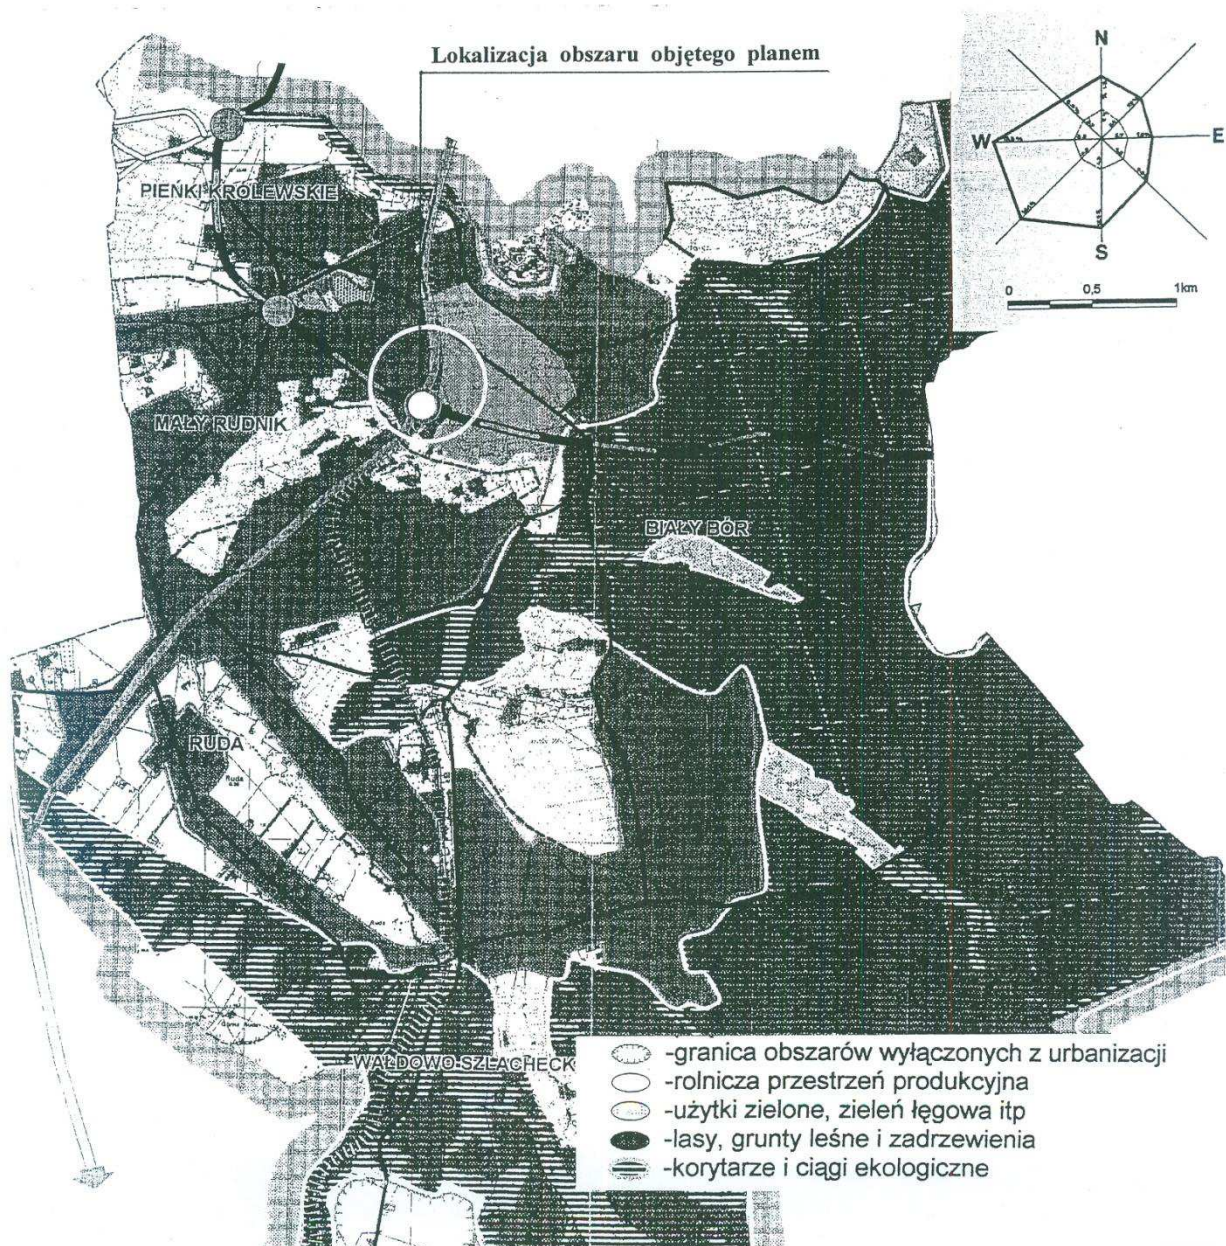 Lokalizacja obszaru objętego planem
N
W
E
S
0 0,5 1km
PIEŃKI KRÓLEWSKIE
MAŁY RUDNIK
BIAŁY BÓR
RUDA
Ruda
WAŁDOWO SZLACHECK
-granica obszarów wyłączonych z urbanizacji
-rolnicza przestrzeń produkcyjna
-użytki zielone, zieleń łęgowa itp
-lasy, grunty leśne i zadrzewienia
-korytarze i ciągi ekologiczne